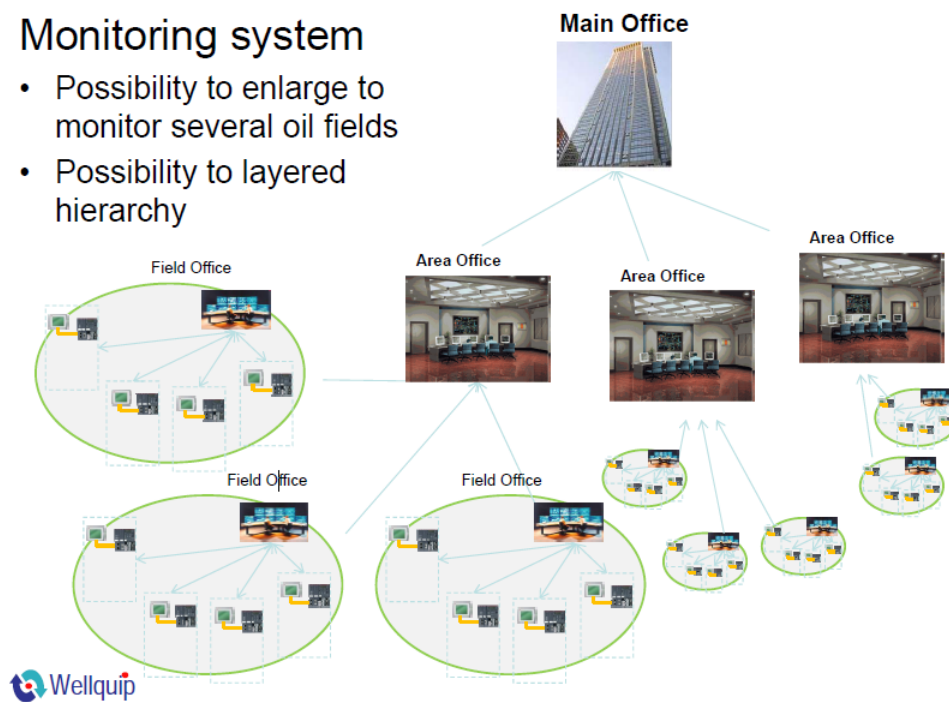 Monitoring system
• Possibility to enlarge to
monitor several oil fields
• Possibility to layered
hierarchy
Main Office
Area Office
Area Office
Area Office
Field Office
Field Office
Field Office
Wellquip